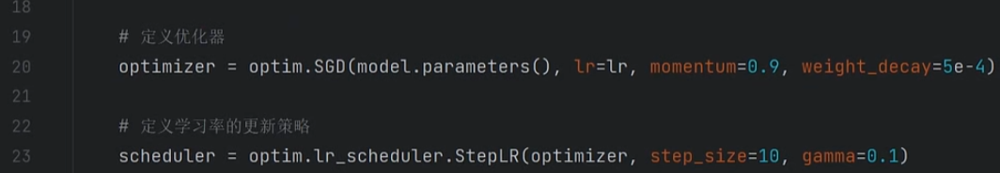 18
19 # 定义优化器
20 optimizer = optim.SGD(model.parameters(), lr=lr, momentum=0.9, weight_decay=5e-4)
21
22 # 定义学习率的更新策略
23 scheduler = optim.lr_scheduler.StepLR(optimizer, step_size=10, gamma=0.1)